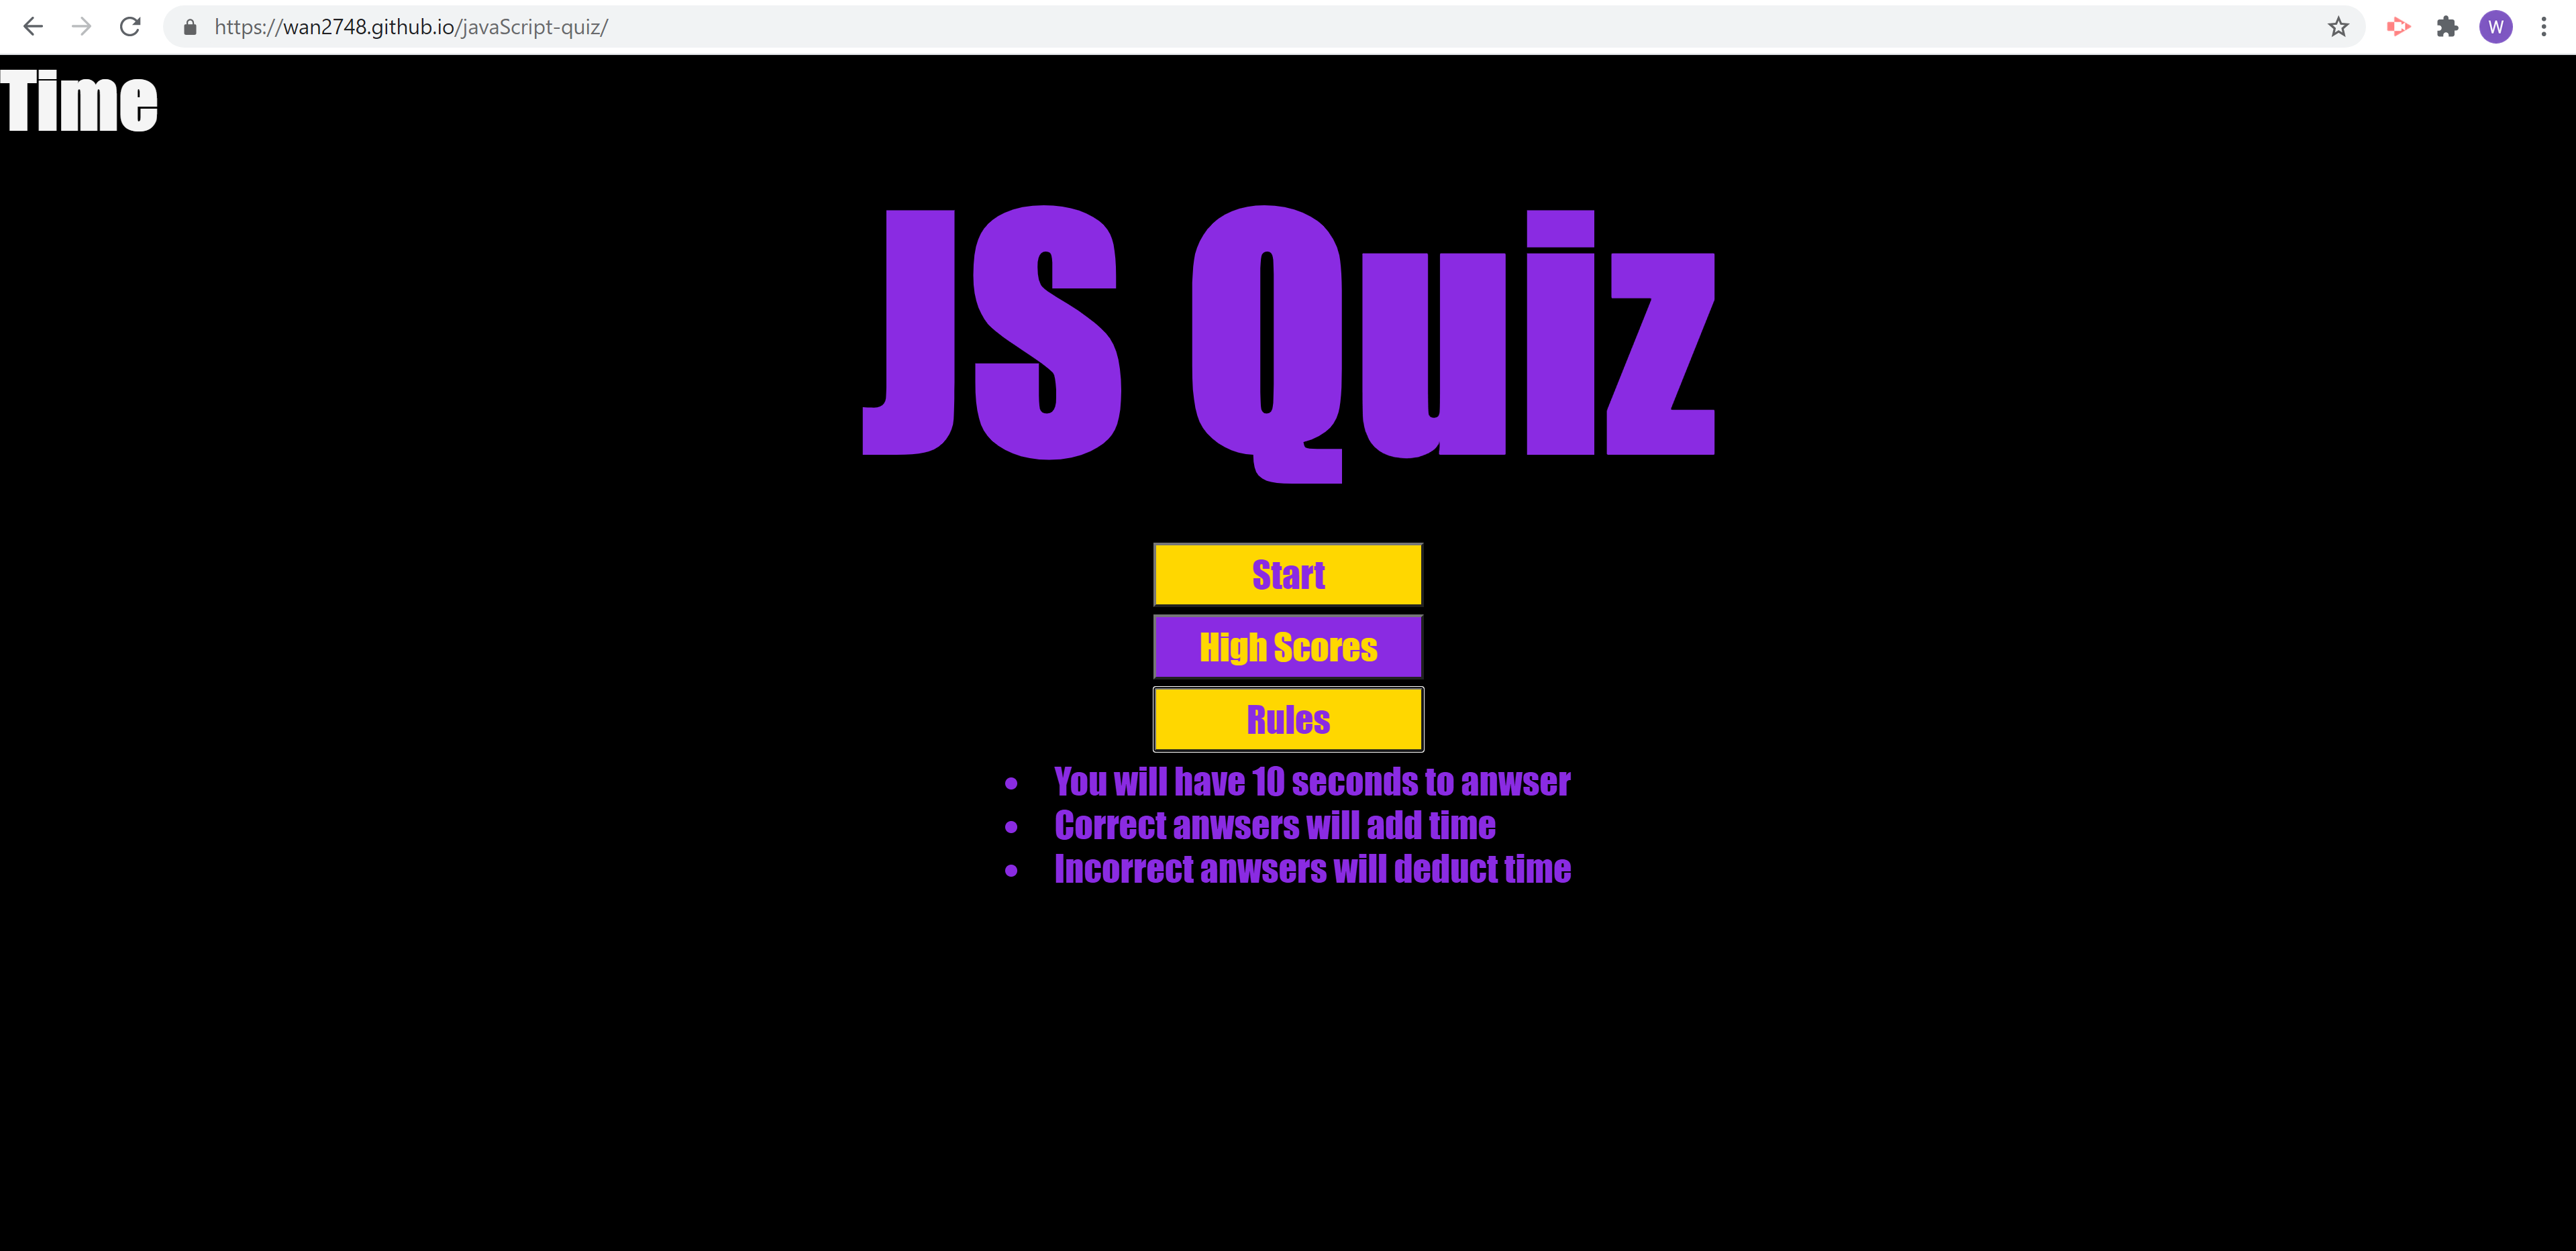 https://wan2748.github.io/javaScript-quiz/
W
Time
JS Quiz
Start
High Scores
Rules
• You will have 10 seconds to anwser
• Correct anwsers will add time
• Incorrect anwsers will deduct time